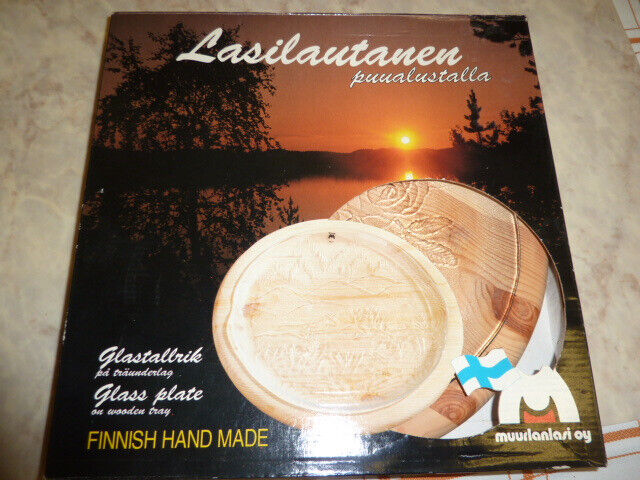 Lasilautanen
puualustalla
Glastallrik
på träunderlag
Glass plate
on wooden tray
FINNISH HAND MADE
muurlanlasi oy